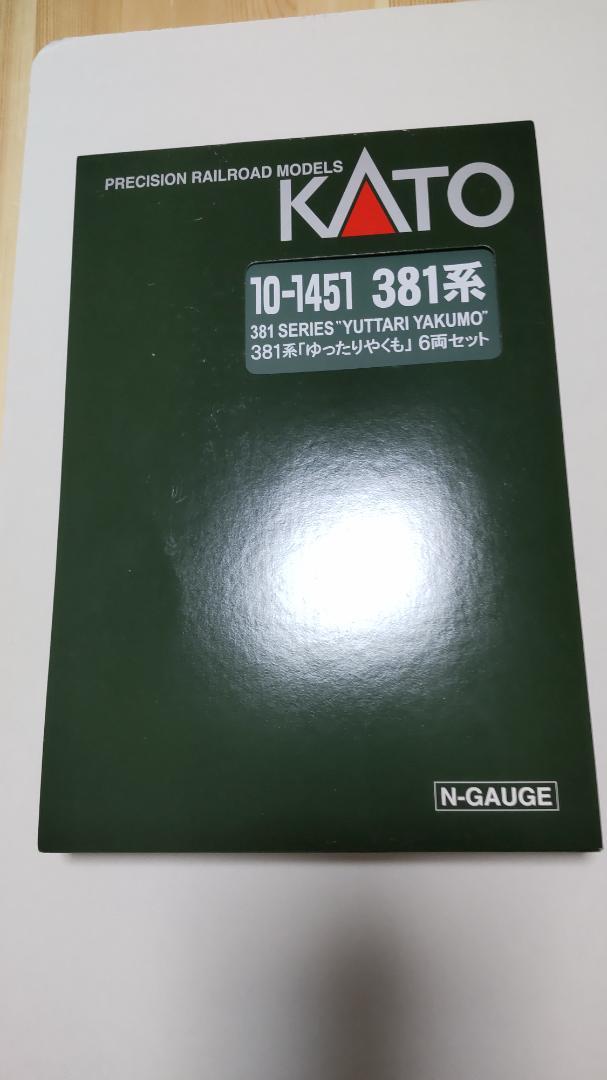 PRECISION RAILROAD MODELS
KATO
10-1451 381系
381 SERIES "YUTTARI YAKUMO"
381系「ゆったりやくも」 6両セット
N-GAUGE